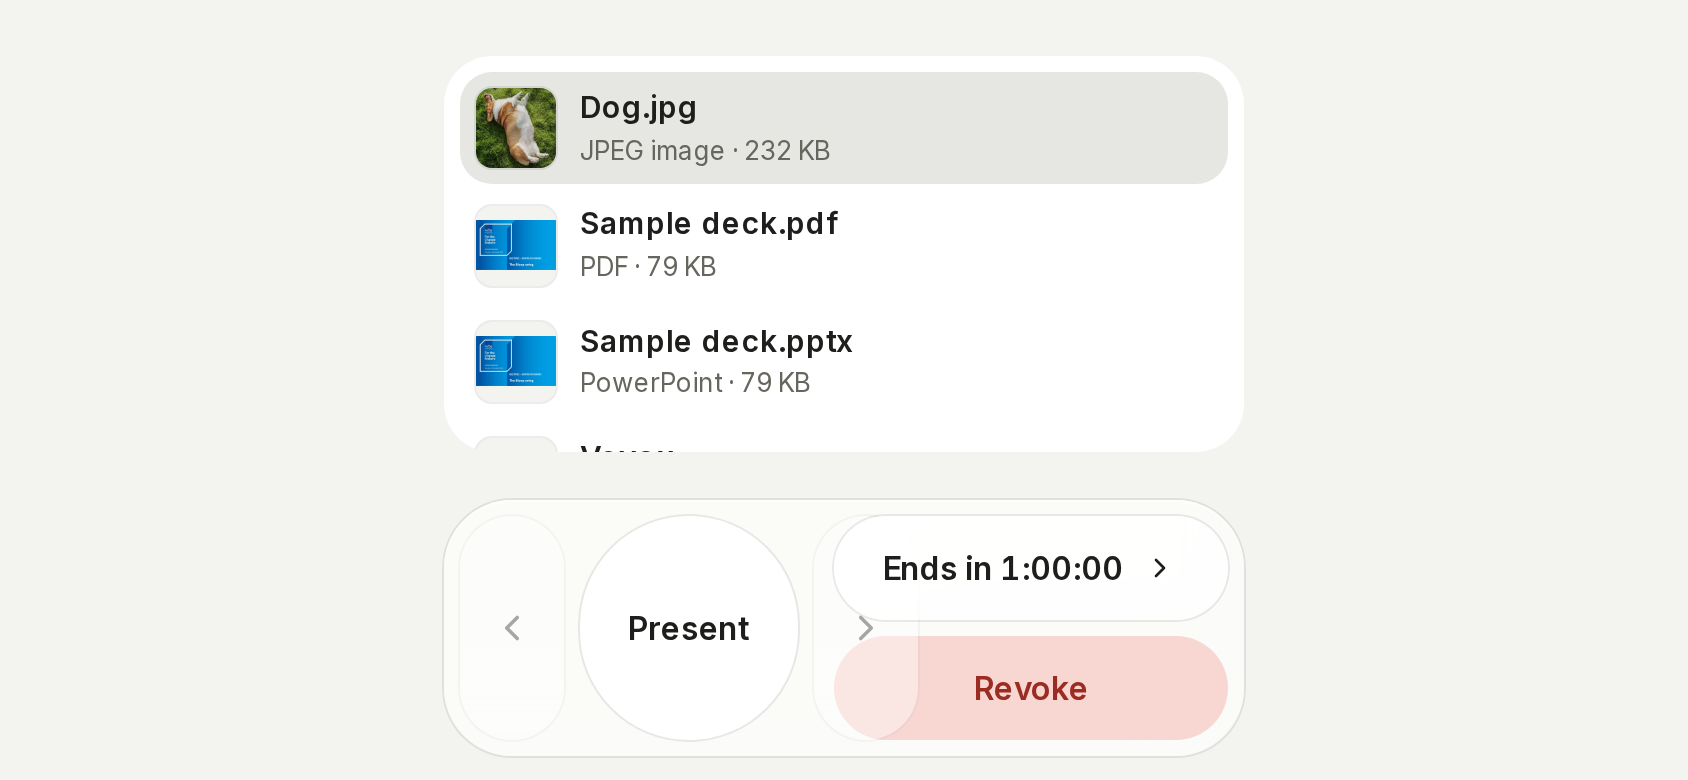 Dog.jpg
JPEG image · 232 KB
Sample deck.pdf
PDF · 79 KB
Sample deck.pptx
PowerPoint · 79 KB
Ends in 1:00:00
Present
Revoke